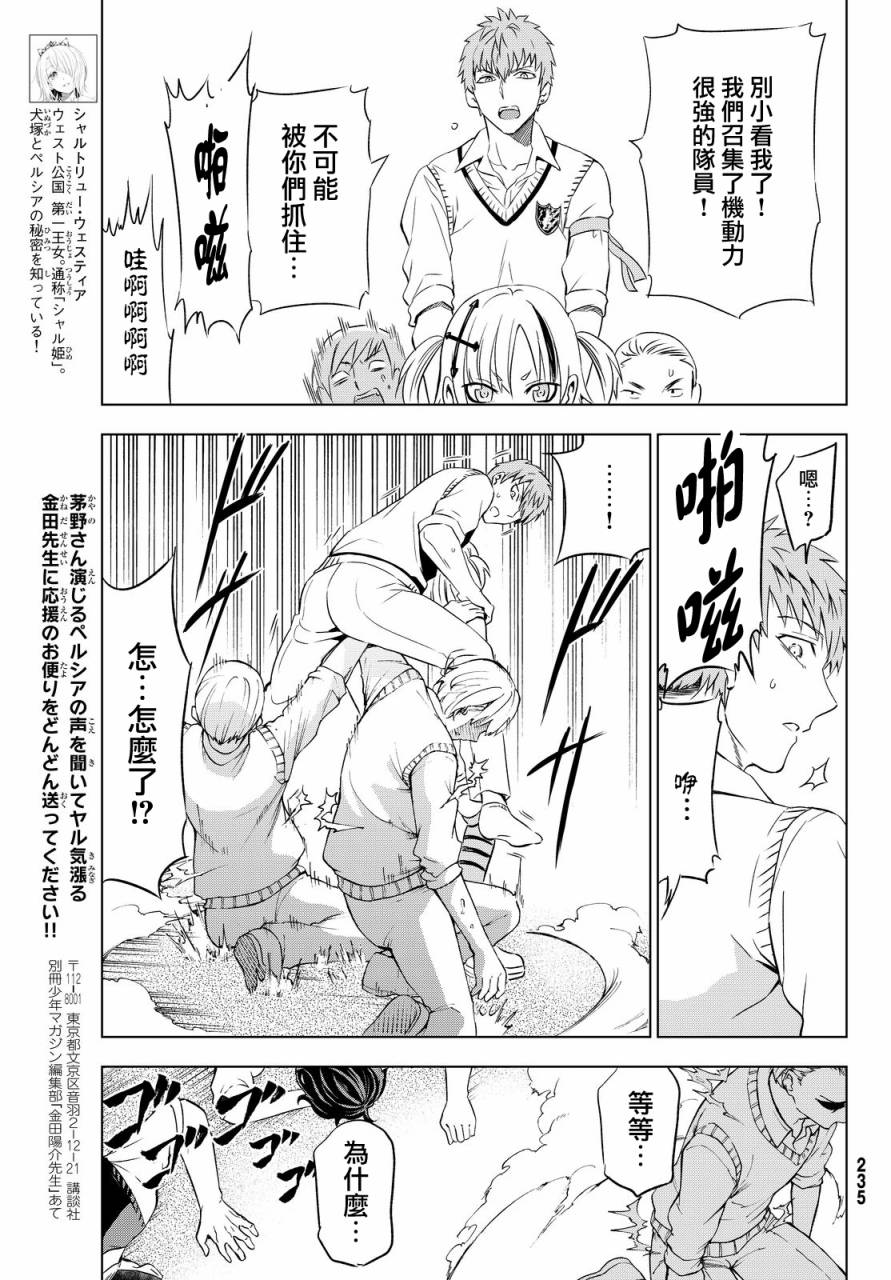 別小看我了！
我們召集了機動力
很強的隊員！
不可能
被你們抓住…
啪嗞
哇啊啊啊啊
嗯…？
啪嗞
咿…
……！
怎…怎麼了!?
等等…
為什麼…
ゴゴゴ
ゴゴゴ
シャルトリュー・ウェスティア
ウェスト公国 第一王女。通称「シャル姫」。
犬塚とペルシアの秘密を知っている！
茅野さん演じるペルシアの声を聞いてヤル気漲る
金田先生に応援のお便りをどんどん送ってください!!
〒112-8001 東京都文京区音羽2-12-21 講談社
別冊少年マガジン編集部「金田陽介先生」あて
235